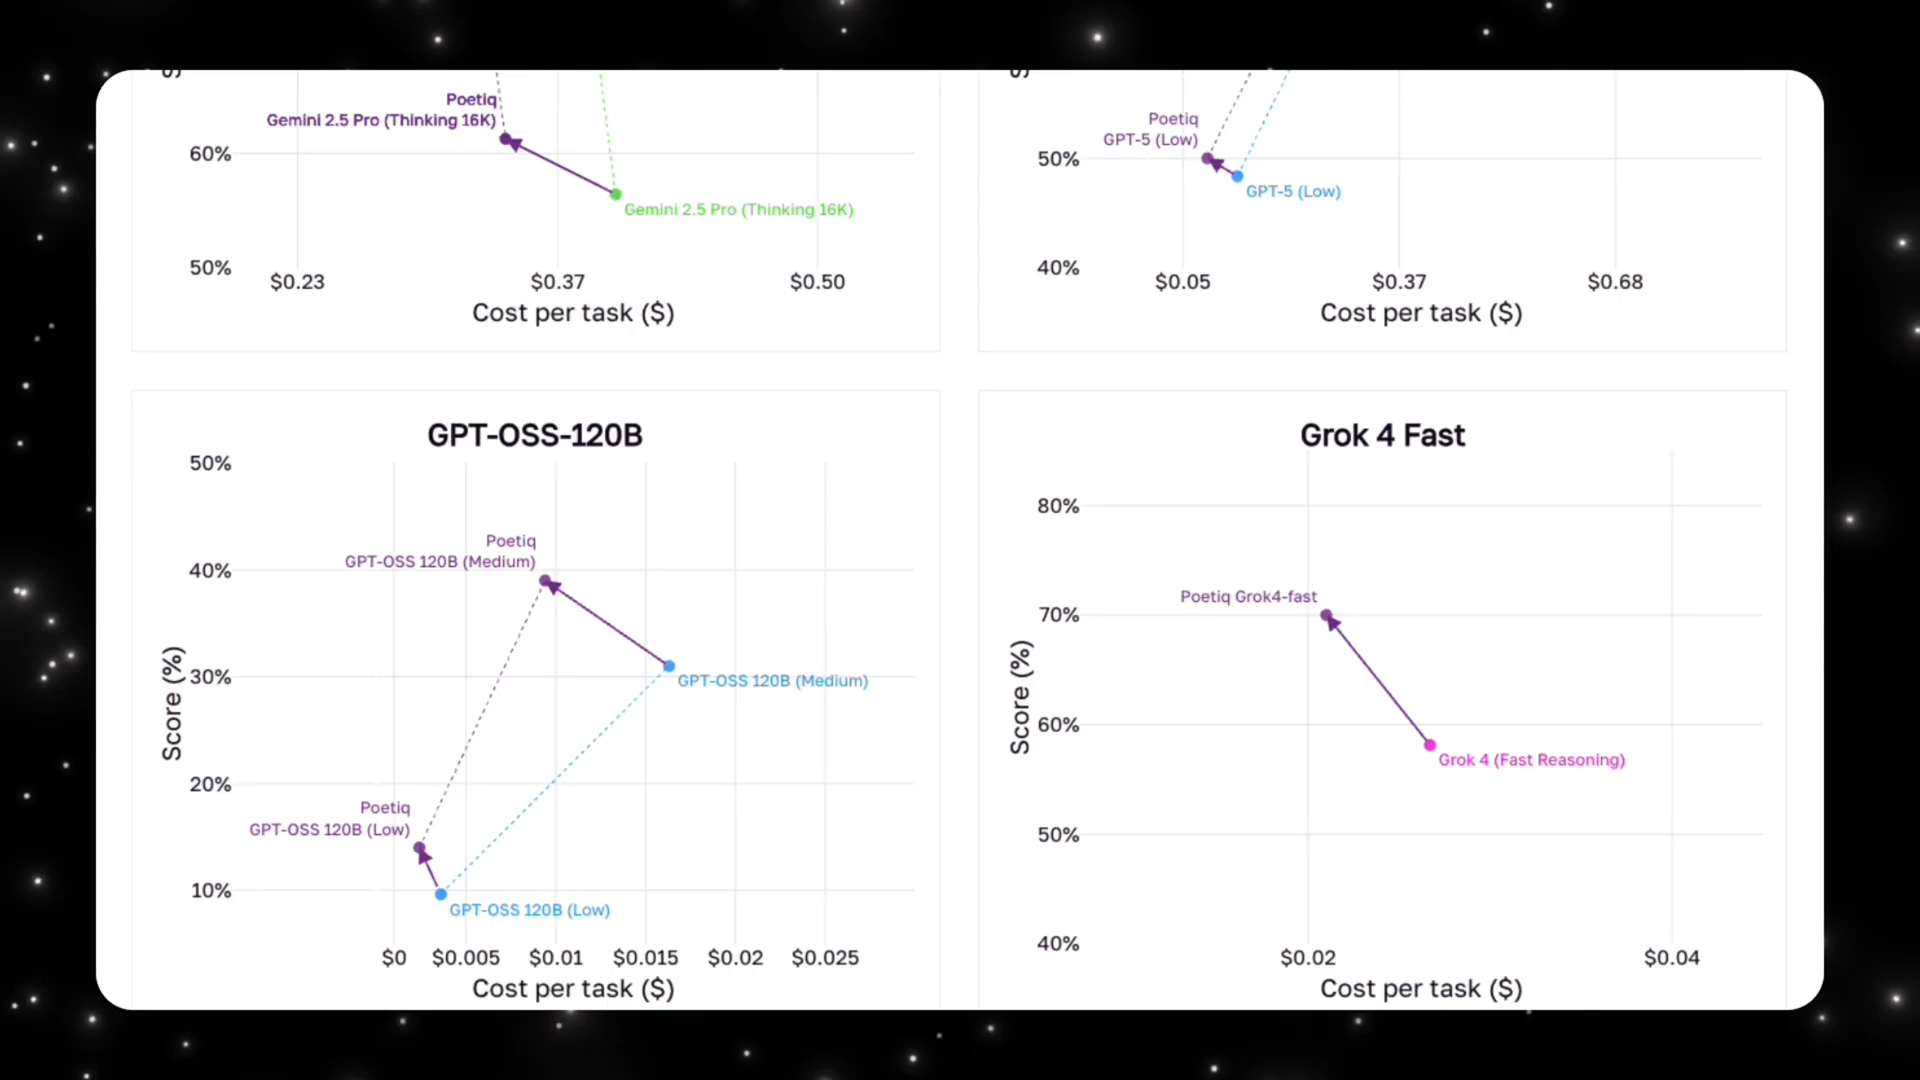 Poetiq
Gemini 2.5 Pro (Thinking 16K)
60%
Gemini 2.5 Pro (Thinking 16K)
50%
$0.23
$0.37
$0.50
Cost per task ($)
Poetiq
GPT-5 (Low)
50%
GPT-5 (Low)
40%
$0.05
$0.37
$0.68
Cost per task ($)
GPT-OSS-120B
50%
Poetiq
GPT-OSS 120B (Medium)
40%
Score (%)
30%
GPT-OSS 120B (Medium)
20%
Poetiq
GPT-OSS 120B (Low)
10%
GPT-OSS 120B (Low)
$0
$0.005
$0.01
$0.015
$0.02
$0.025
Cost per task ($)
Grok 4 Fast
80%
Poetiq Grok4-fast
70%
Score (%)
60%
Grok 4 (Fast Reasoning)
50%
40%
$0.02
$0.04
Cost per task ($)